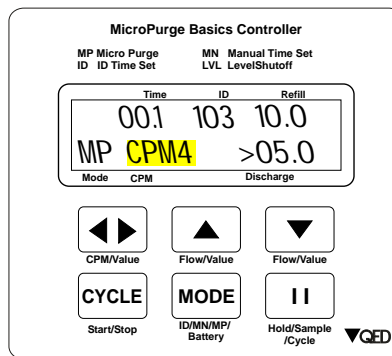 MicroPurge Basics Controller
MP Micro Purge MN Manual Time Set
ID ID Time Set LVL LevelShutoff
Time ID Refill
00.1 103 10.0
MP CPM4 >05.0
Mode CPM Discharge
CPM/Value Flow/Value Flow/Value
CYCLE MODE II
Start/Stop ID/MN/MP/ Hold/Sample
Battery /Cycle
QED